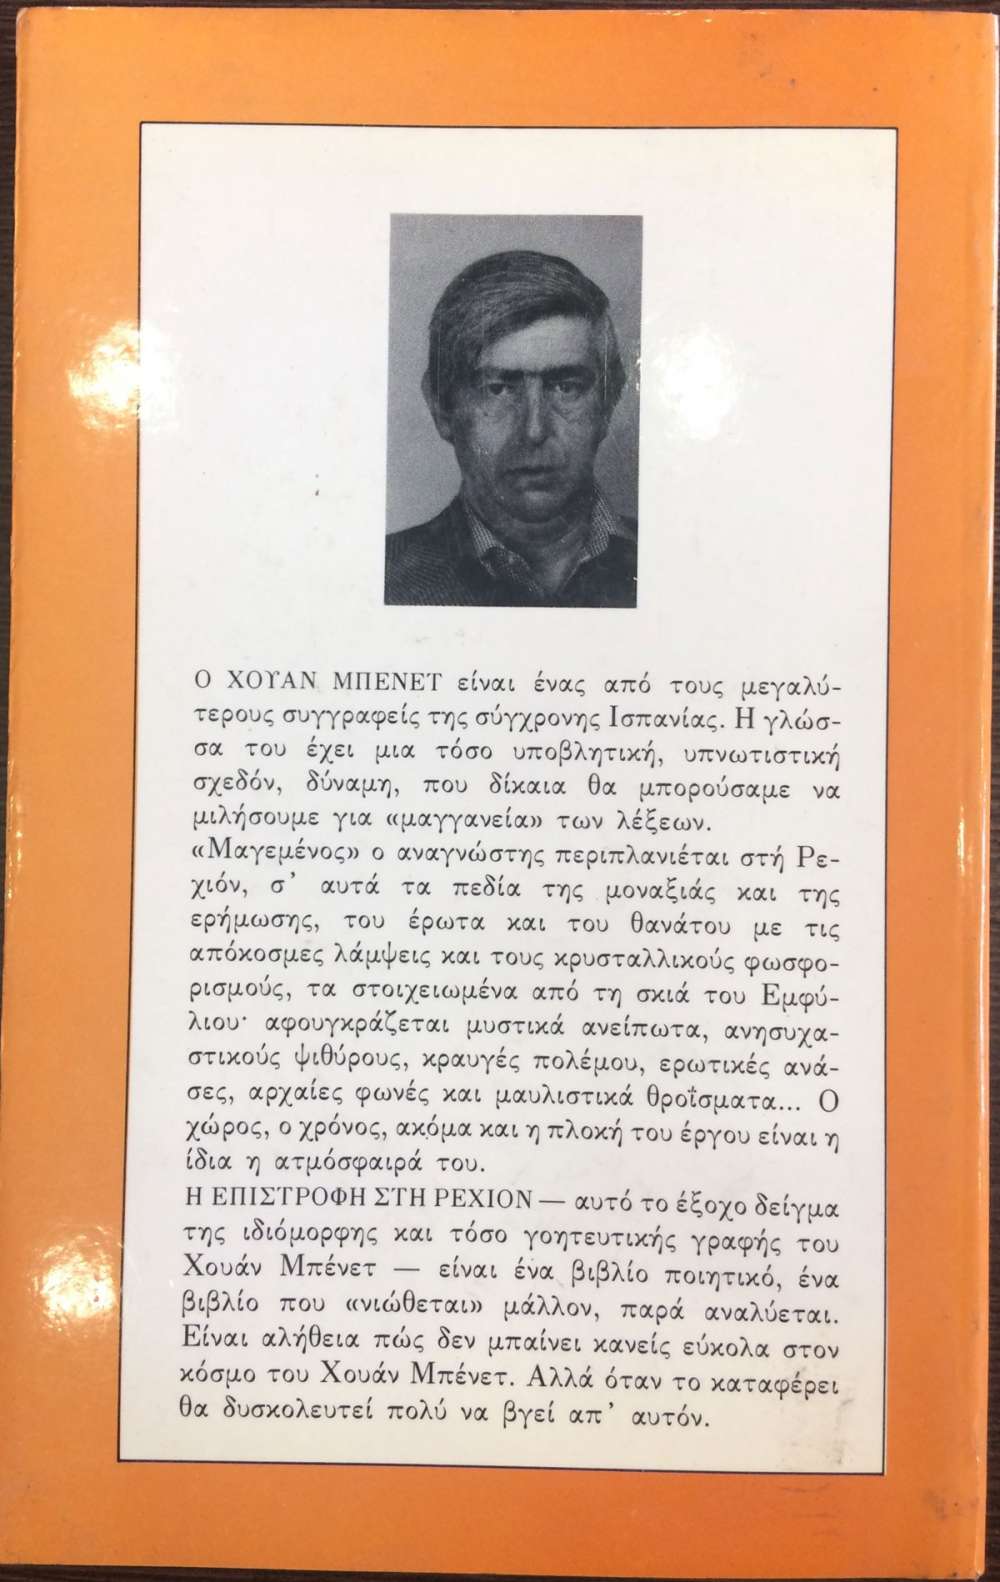 Ο ΧΟΥΑΝ ΜΠΕΝΕΤ είναι ένας από τους μεγαλύ-
τερους συγγραφείς της σύγχρονης Ισπανίας. Η γλώσ-
σα του έχει μια τόσο υποβλητική, υπνωτιστική
σχεδόν, δύναμη, που δίκαια θα μπορούσαμε να
μιλήσουμε για «μαγγανεία» των λέξεων.
«Μαγεμένος» ο αναγνώστης περιπλανιέται στή Ρε-
χιόν, σ' αυτά τα πεδία της μοναξιάς και της
ερήμωσης, του έρωτα και του θανάτου με τις
απόκοσμες λάμψεις και τους κρυσταλλικούς φωσφο-
ρισμούς, τα στοιχειωμένα από τη σκιά του Εμφύ-
λιου· αφουγκράζεται μυστικά ανείπωτα, ανησυχα-
στικούς ψιθύρους, κραυγές πολέμου, ερωτικές ανά-
σες, αρχαίες φωνές και μαυλιστικά θροΐσματα... Ο
χώρος, ο χρόνος, ακόμα και η πλοκή του έργου είναι η
ίδια η ατμόσφαιρά του.
Η ΕΠΙΣΤΡΟΦΗ ΣΤΗ ΡΕΧΙΟΝ — αυτό το έξοχο δείγμα
της ιδιόμορφης και τόσο γοητευτικής γραφής του
Χουάν Μπένετ — είναι ένα βιβλίο ποιητικό, ένα
βιβλίο που «νιώθεται» μάλλον, παρά αναλύεται.
Είναι αλήθεια πώς δεν μπαίνει κανείς εύκολα στον
κόσμο του Χουάν Μπένετ. Αλλά όταν το καταφέρει
θα δυσκολευτεί πολύ να βγεί απ' αυτόν.